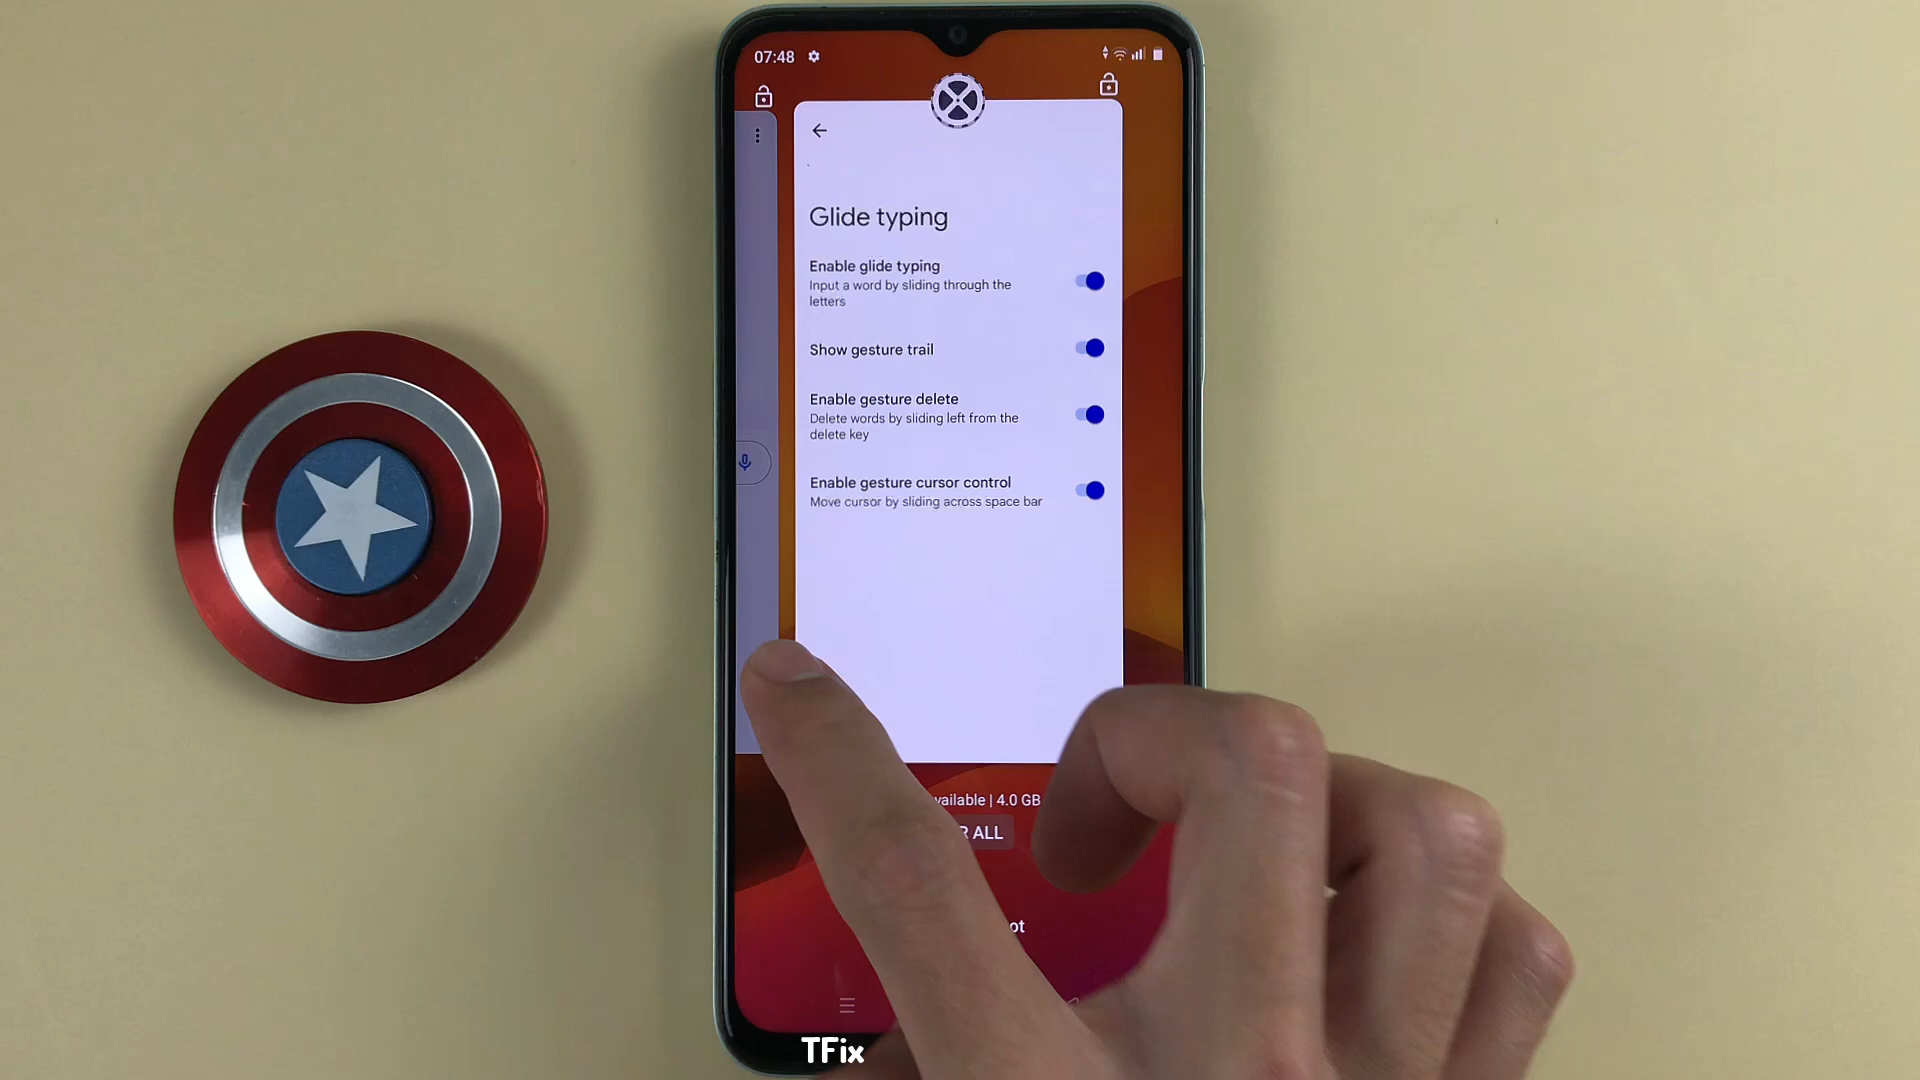 07:48
Glide typing
Enable glide typing
Input a word by sliding through the
letters
Show gesture trail
Enable gesture delete
Delete words by sliding left from the
delete key
Enable gesture cursor control
Move cursor by sliding across space bar
vailable | 4.0 GB
R ALL
ot
TFix